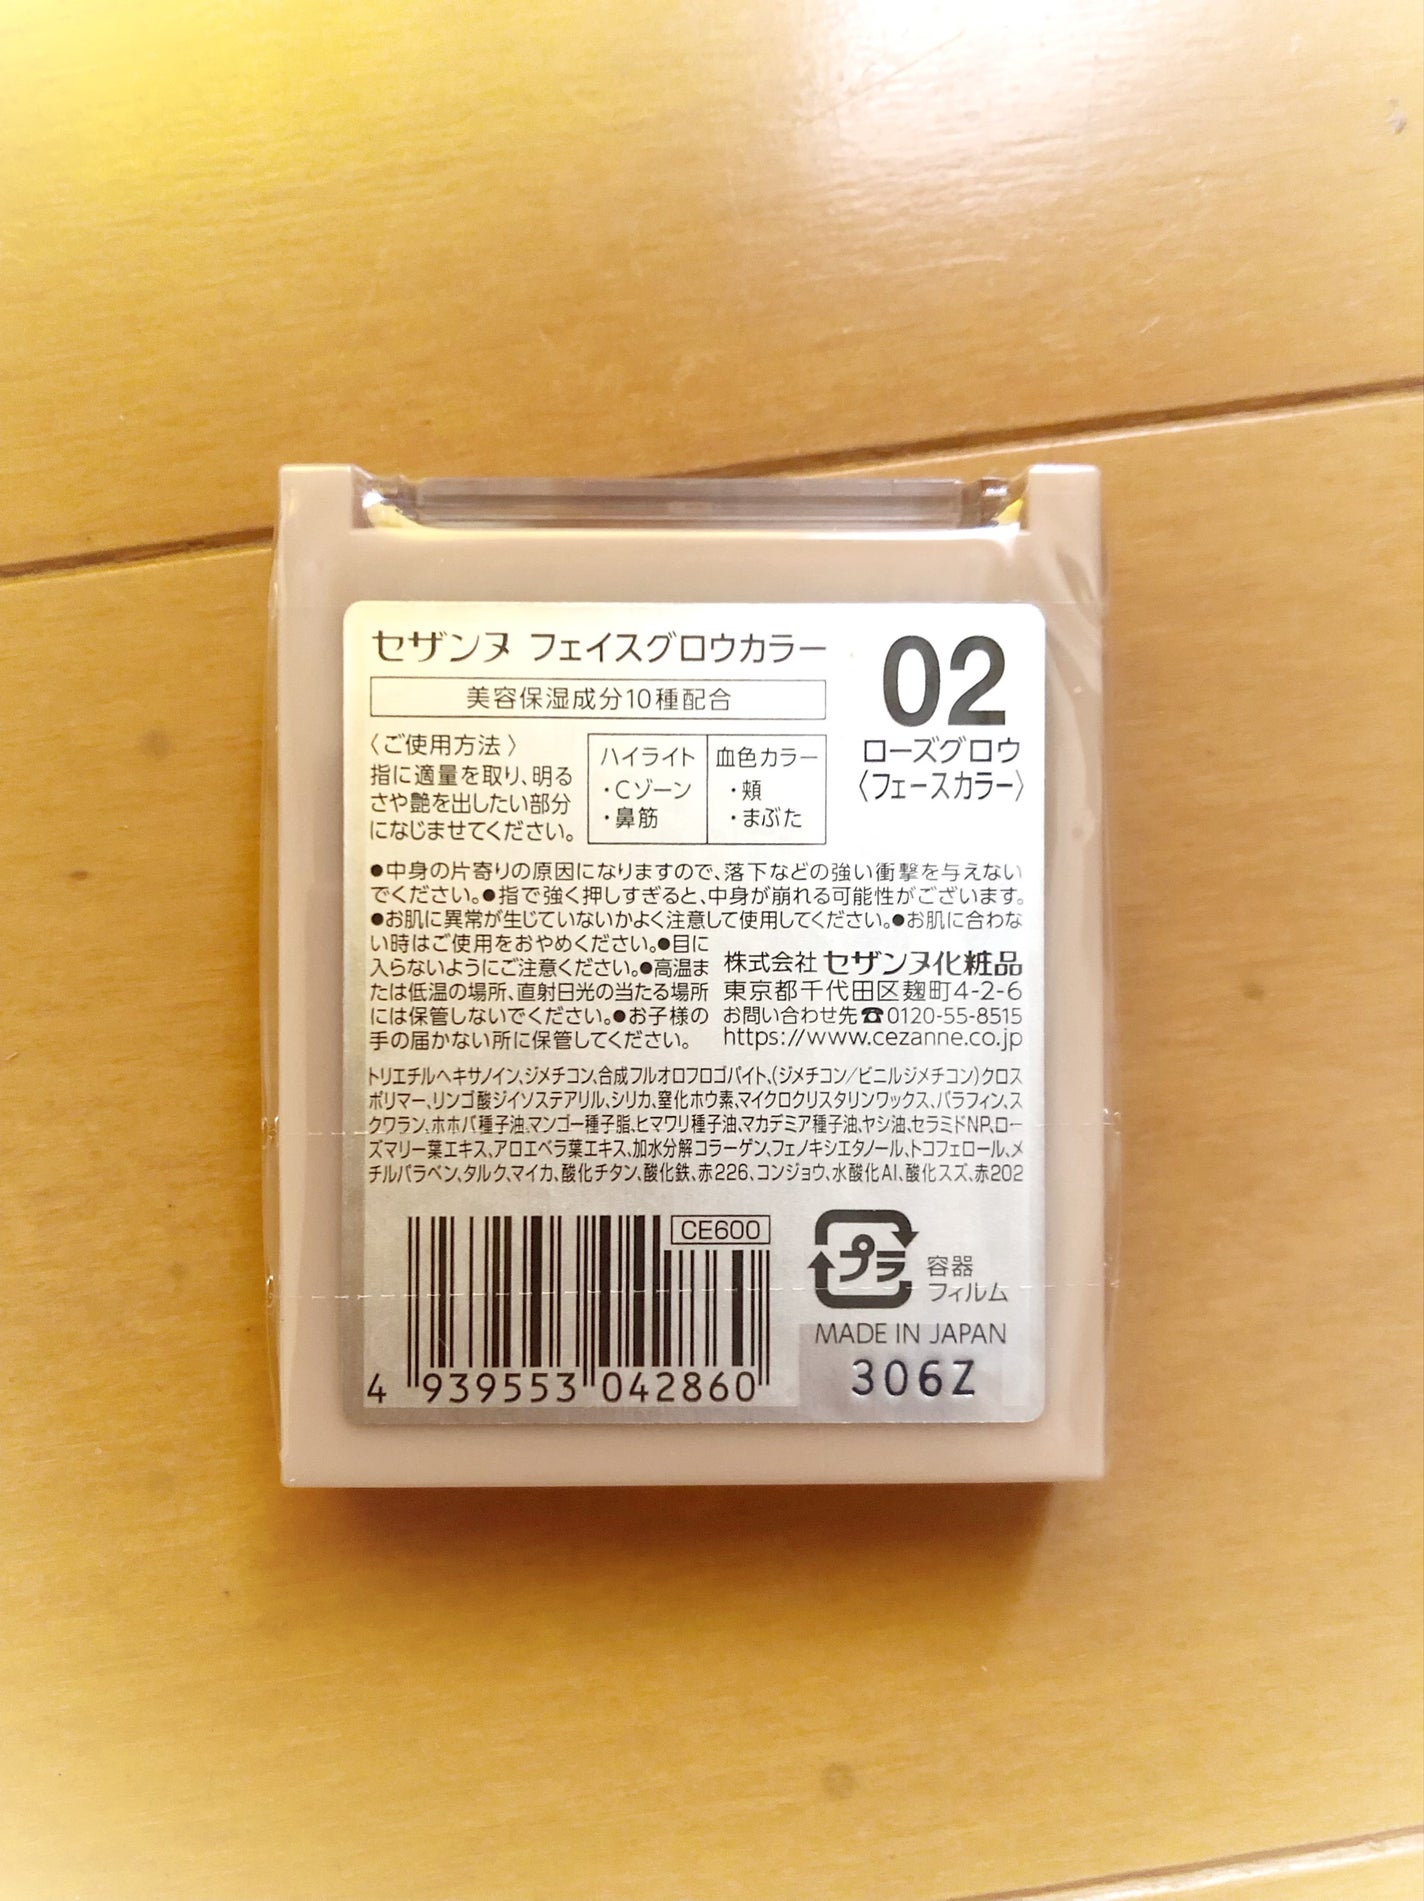 セザンヌ フェイスグロウカラー
美容保湿成分10種配合
02
ローズグロウ
〈フェースカラー〉
〈ご使用方法〉
指に適量を取り、明る
さや艶を出したい部分
になじませてください。
ハイライト
・Cゾーン
・鼻筋
血色カラー
・頬
・まぶた
●中身の片寄りの原因になりますので、落下などの強い衝撃を与えない
でください。●指で強く押しすぎると、中身が崩れる可能性がございます。
●お肌に異常が生じていないかよく注意して使用してください。●お肌に合わな
い時はご使用をおやめください。●目に
入らないようにご注意ください。●高温ま
たは低温の場所、直射日光の当たる場所
には保管しないでください。●お子様の
手の届かない所に保管してください。
株式会社 セザンヌ化粧品
東京都千代田区麹町4-2-6
お問い合わせ先☎0120-55-8515
https://www.cezanne.co.jp
トリエチルヘキサノイン、ジメチコン、合成フルオロフロゴパイト、(ジメチコン/ビニルジメチコン)クロス
ポリマー、リンゴ酸ジイソステアリル、シリカ、窒化ホウ素、マイクロクリスタリンワックス、パラフィン、ス
クワラン、ホホバ種子油、マンゴー種子脂、ヒマワリ種子油、マカデミア種子油、ヤシ油、セラミドNP、ロー
ズマリー葉エキス、アロエベラ葉エキス、加水分解コラーゲン、フェノキシエタノール、トコフェロール、メ
チルパラベン、タルク、マイカ、酸化チタン、酸化鉄、赤226、コンジョウ、水酸化Al、酸化スズ、赤202
CE600
4 939553 042860
プラ
容器
フィルム
MADE IN JAPAN
306Z